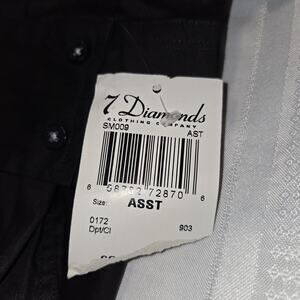 7 Diamonds
CLOTHING COMPANY
SM009 AST
6 72870 6
Size: ASST
0172 903
Dpt/Cl